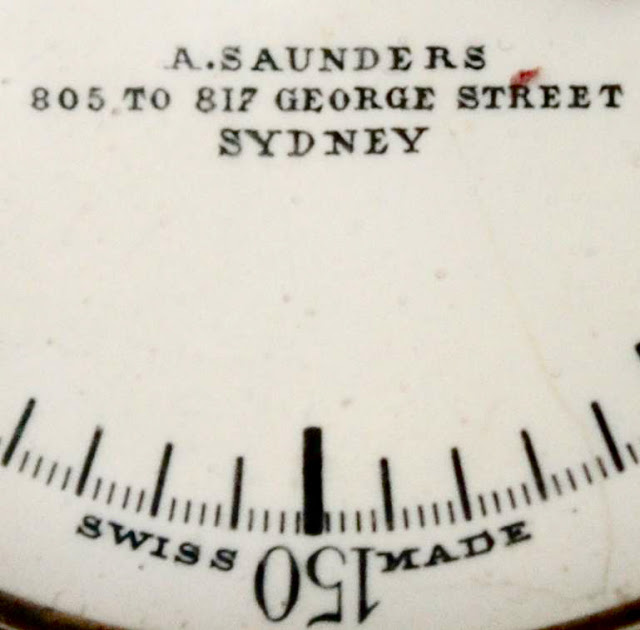 A. SAUNDERS
805 TO 817 GEORGE STREET
SYDNEY
SWISS 150 MADE